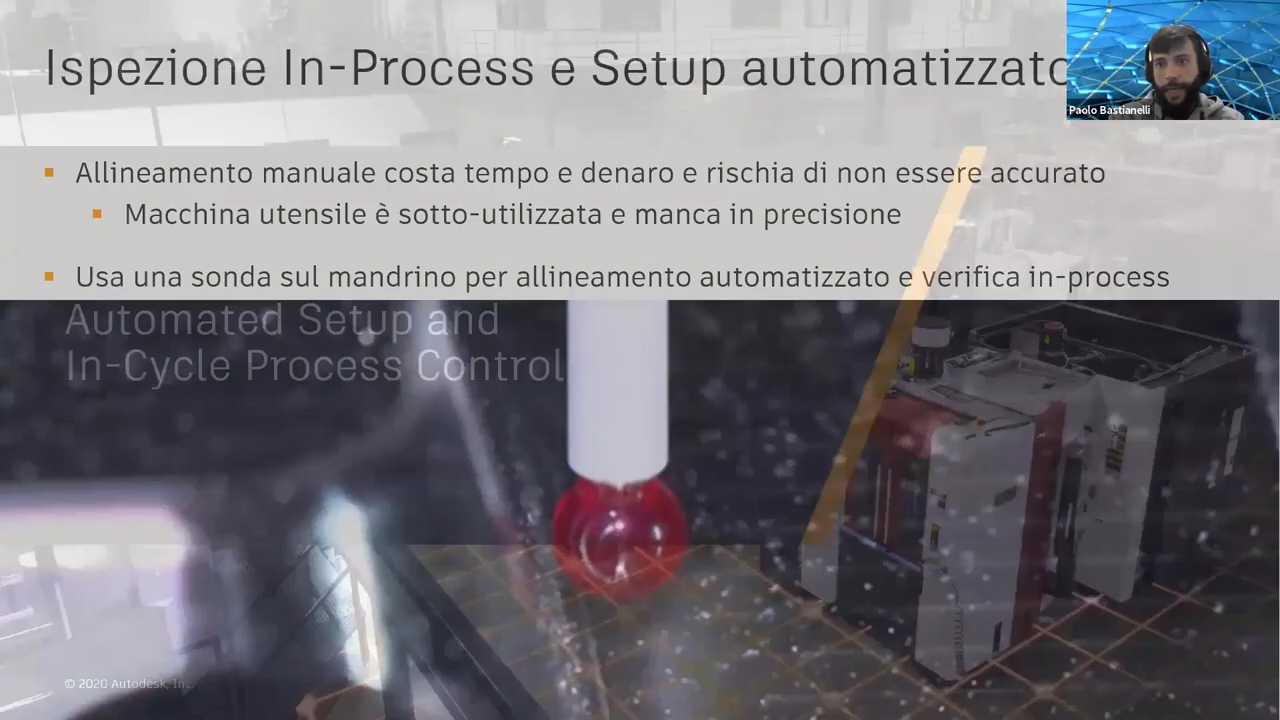 Ispezione In-Process e Setup automatizzato
Paolo Bastianelli
Allineamento manuale costa tempo e denaro e rischia di non essere accurato
Macchina utensile è sotto-utilizzata e manca in precisione
Usa una sonda sul mandrino per allineamento automatizzato e verifica in-process
Automated Setup and
In-Cycle Process Control
© 2020 Autodesk, Inc.